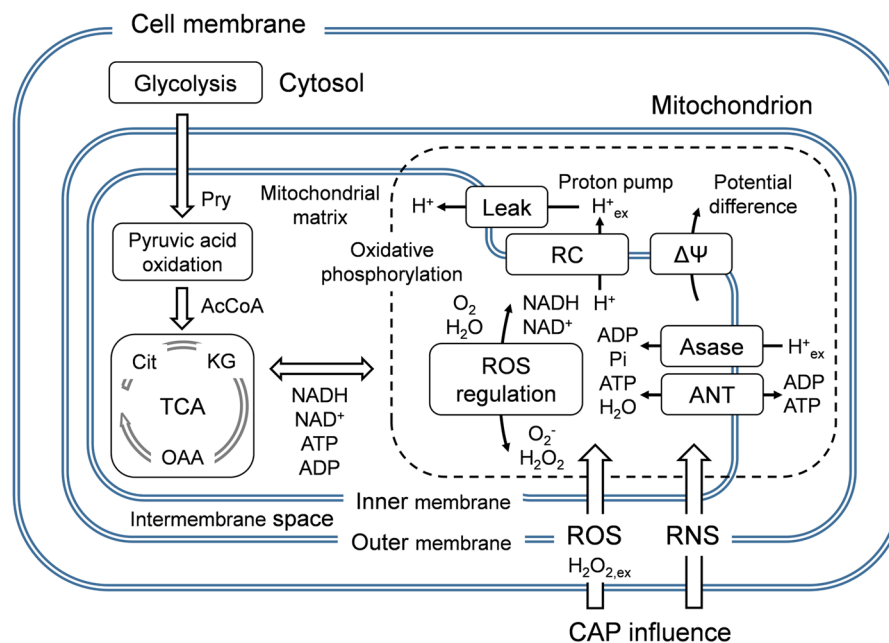 Cell membrane
Glycolysis
Cytosol
Mitochondrion
Pry
Mitochondrial
matrix
H⁺
Leak
Proton pump
H⁺ex
Potential
difference
Pyruvic acid
oxidation
Oxidative
phosphorylation
RC
ΔΨ
AcCoA
O₂
H₂O
NADH
NAD⁺
H⁺
Cit
KG
TCA
OAA
NADH
NAD⁺
ATP
ADP
ROS
regulation
ADP
Pi
Asase
H⁺ex
ATP
H₂O
ANT
ADP
ATP
O₂⁻
H₂O₂
Inner membrane
Intermembrane space
Outer membrane
ROS
H₂O₂,ex
RNS
CAP influence